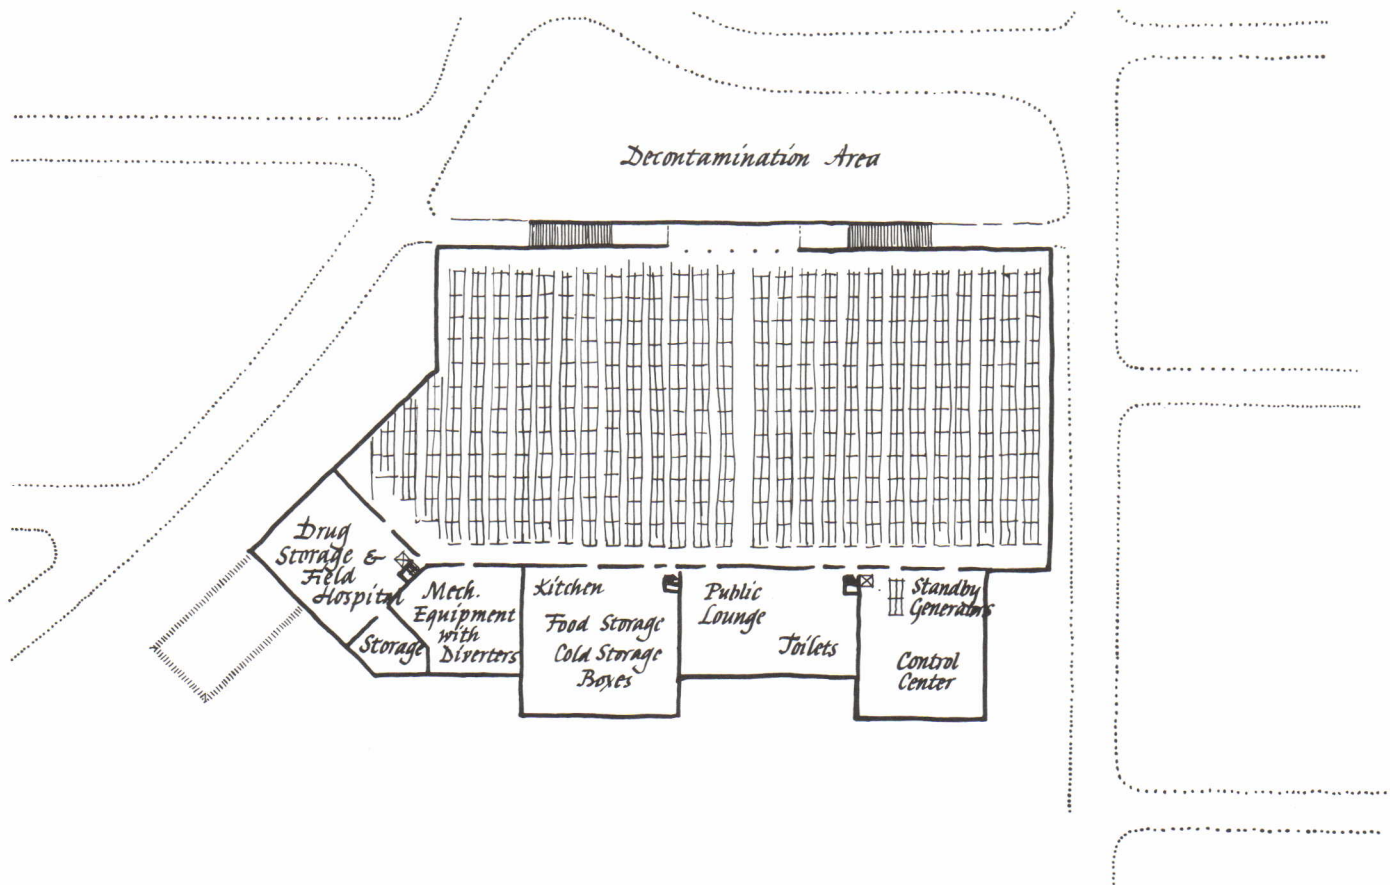 Decontamination Area
Drug
Storage &
Field
Hospital
Storage
Mech.
Equipment
with
Diverters
Kitchen
Food Storage
Cold Storage
Boxes
Public
Lounge
Toilets
Standby
Generators
Control
Center